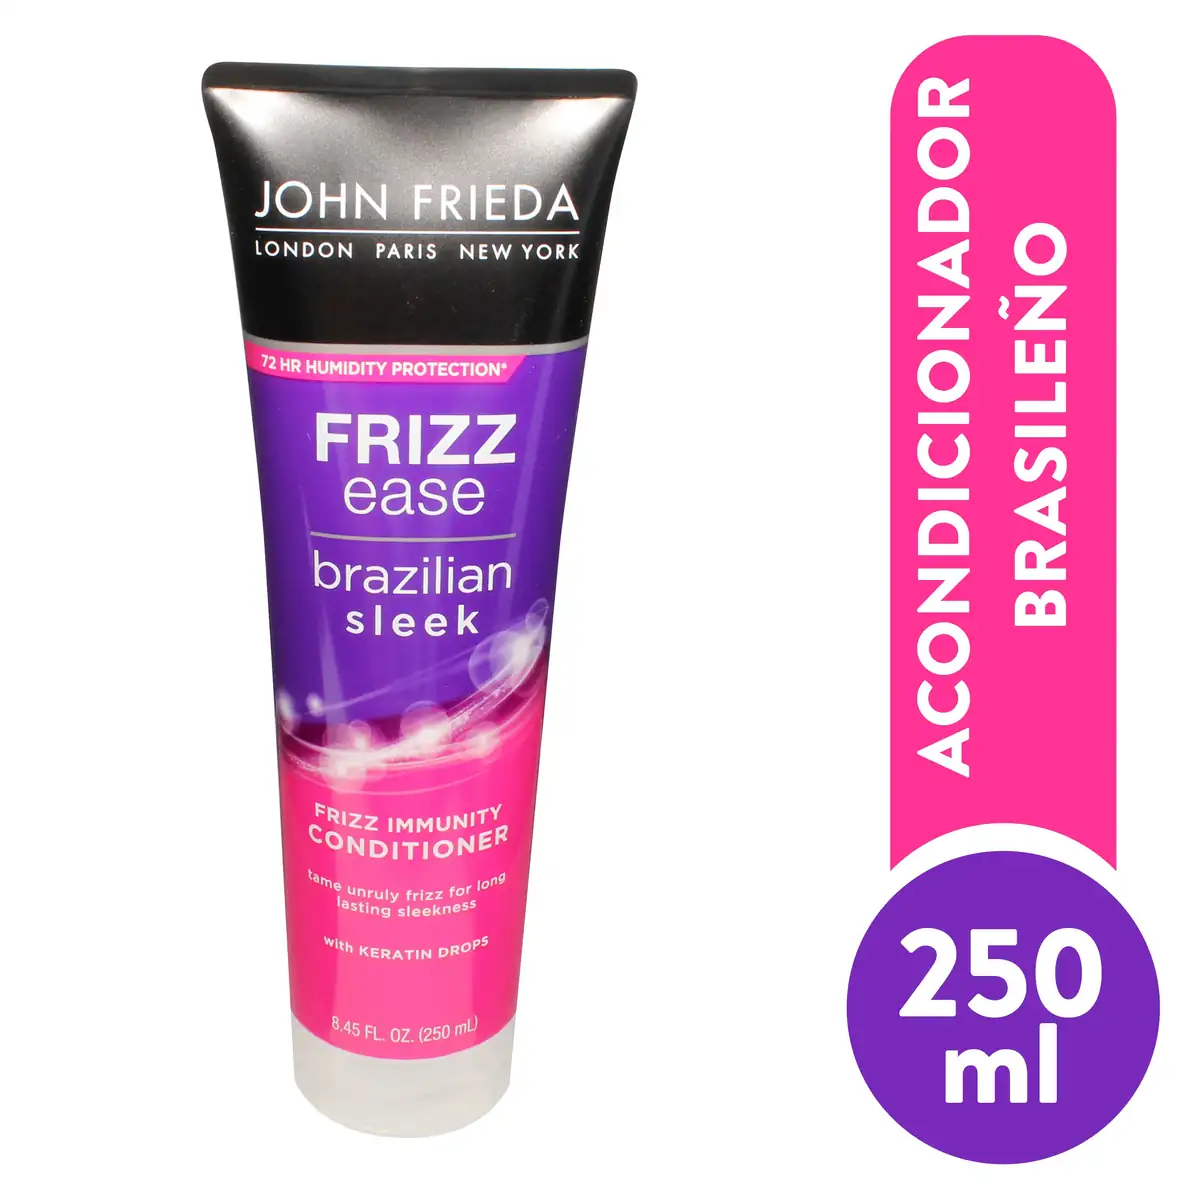 JOHN FRIEDA
LONDON PARIS NEW YORK
72 HR HUMIDITY PROTECTION*
FRIZZ
ease
brazilian
sleek
FRIZZ IMMUNITY
CONDITIONER
tame unruly frizz for long
lasting sleekness
with KERATIN DROPS
8.45 FL. OZ. (250 mL)
ACONDICIONADOR
BRASILEÑO
250
ml